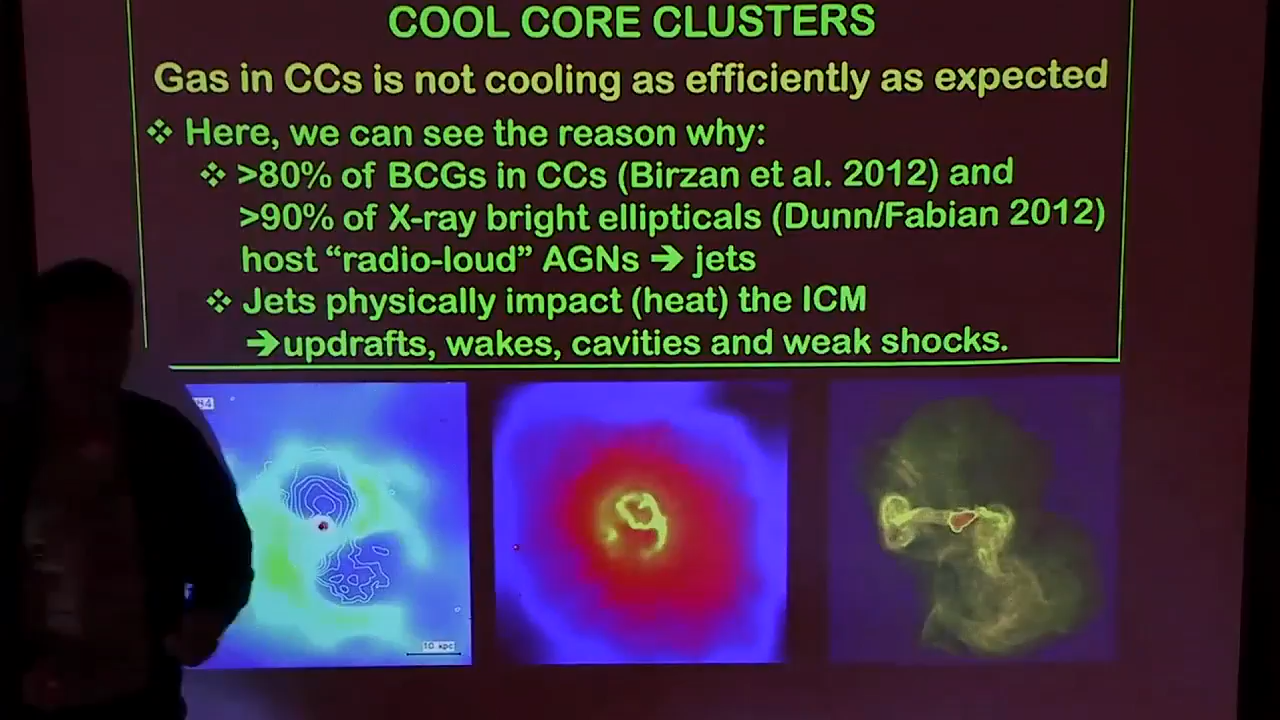 COOL CORE CLUSTERS
Gas in CCs is not cooling as efficiently as expected
❖ Here, we can see the reason why:
❖ >80% of BCGs in CCs (Birzan et al. 2012) and
>90% of X-ray bright ellipticals (Dunn/Fabian 2012)
host “radio-loud” AGNs ➔ jets
❖ Jets physically impact (heat) the ICM
➔updrafts, wakes, cavities and weak shocks.
10 kpc